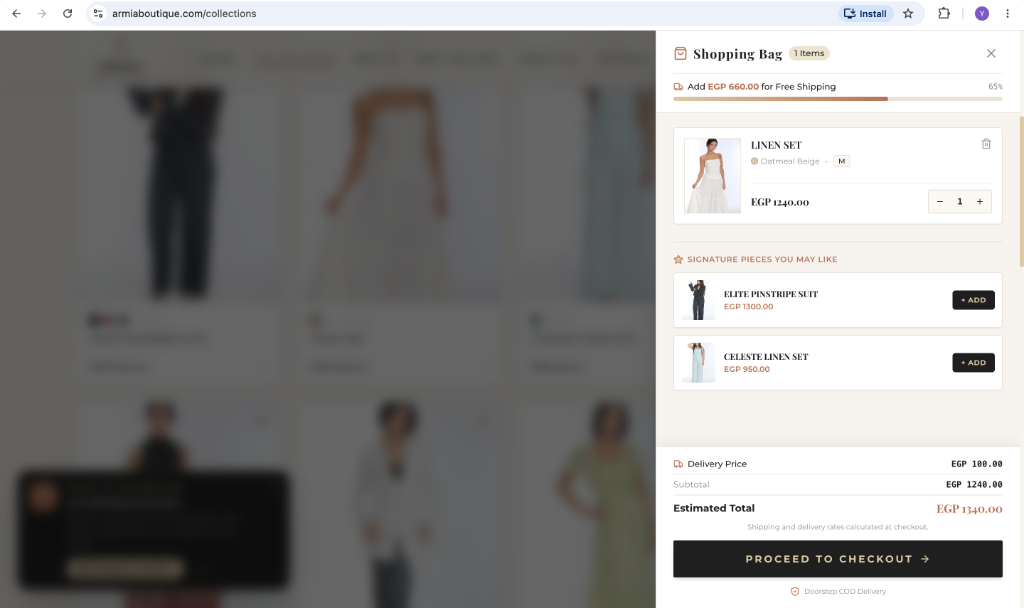 armiaboutique.com/collections
Install
Y
Shopping Bag 1 Items
Add EGP 660.00 for Free Shipping 65%
LINEN SET
Oatmeal Beige • M
EGP 1240.00
− 1 +
SIGNATURE PIECES YOU MAY LIKE
ELITE PINSTRIPE SUIT
EGP 1300.00
+ ADD
CELESTE LINEN SET
EGP 950.00
+ ADD
Delivery Price EGP 100.00
Subtotal EGP 1240.00
Estimated Total EGP 1340.00
Shipping and delivery rates calculated at checkout.
PROCEED TO CHECKOUT →
Doorstep COD Delivery